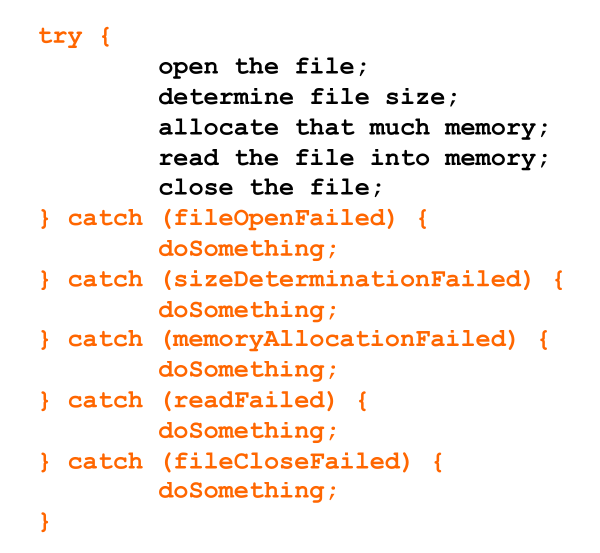 try {
open the file;
determine file size;
allocate that much memory;
read the file into memory;
close the file;
} catch (fileOpenFailed) {
doSomething;
} catch (sizeDeterminationFailed) {
doSomething;
} catch (memoryAllocationFailed) {
doSomething;
} catch (readFailed) {
doSomething;
} catch (fileCloseFailed) {
doSomething;
}